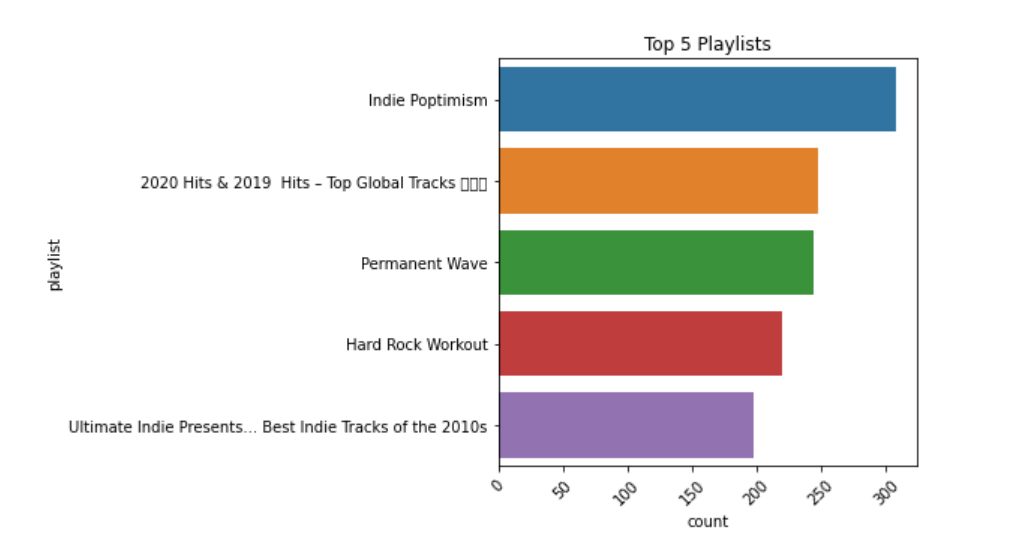 Top 5 Playlists
Indie Poptimism
2020 Hits & 2019  Hits – Top Global Tracks
Permanent Wave
Hard Rock Workout
Ultimate Indie Presents... Best Indie Tracks of the 2010s
playlist
0 50 100 150 200 250 300
count